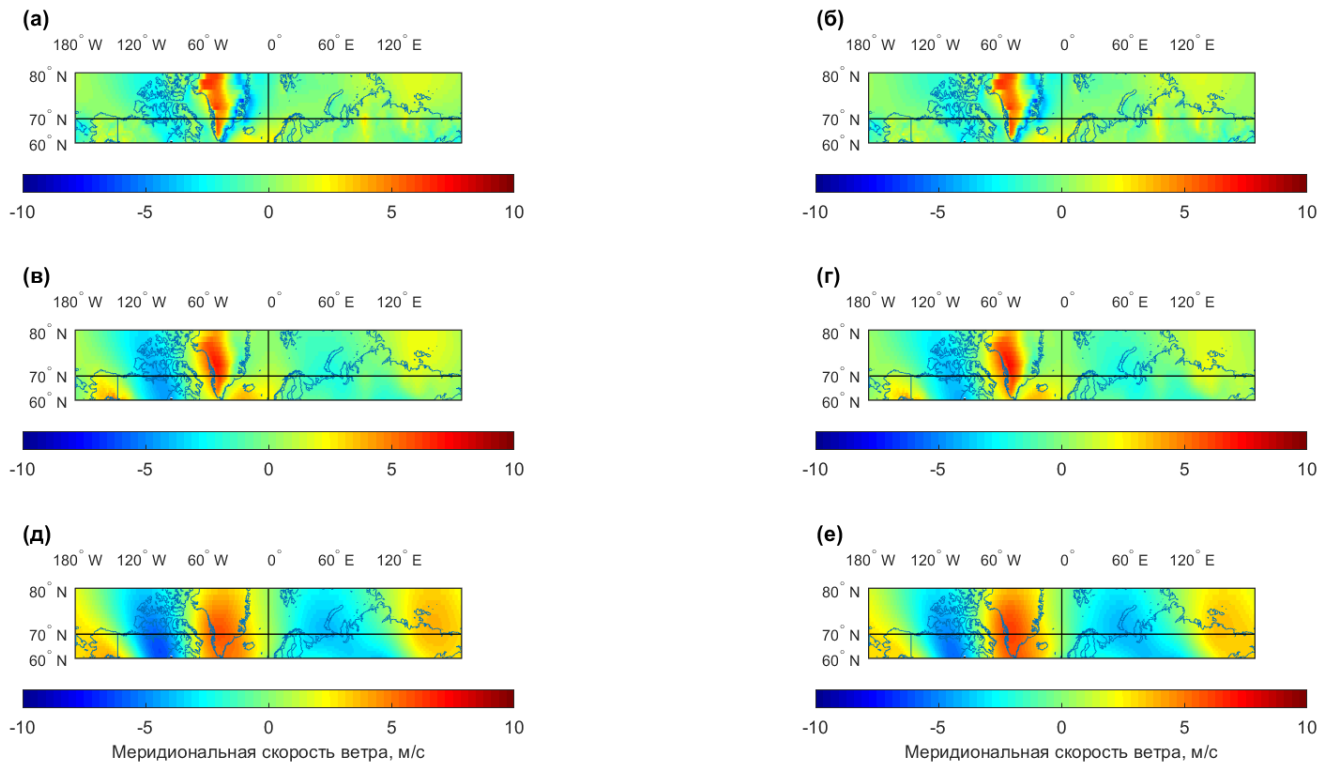 (а) (б)
180° W 120° W 60° W 0° 60° E 120° E 180° W 120° W 60° W 0° 60° E 120° E
80° N 80° N
70° N 70° N
60° N 60° N
-10 -5 0 5 10 -10 -5 0 5 10
(в) (г)
180° W 120° W 60° W 0° 60° E 120° E 180° W 120° W 60° W 0° 60° E 120° E
80° N 80° N
70° N 70° N
60° N 60° N
-10 -5 0 5 10 -10 -5 0 5 10
(д) (е)
180° W 120° W 60° W 0° 60° E 120° E 180° W 120° W 60° W 0° 60° E 120° E
80° N 80° N
70° N 70° N
60° N 60° N
-10 -5 0 5 10 -10 -5 0 5 10
Меридиональная скорость ветра, м/с Меридиональная скорость ветра, м/с